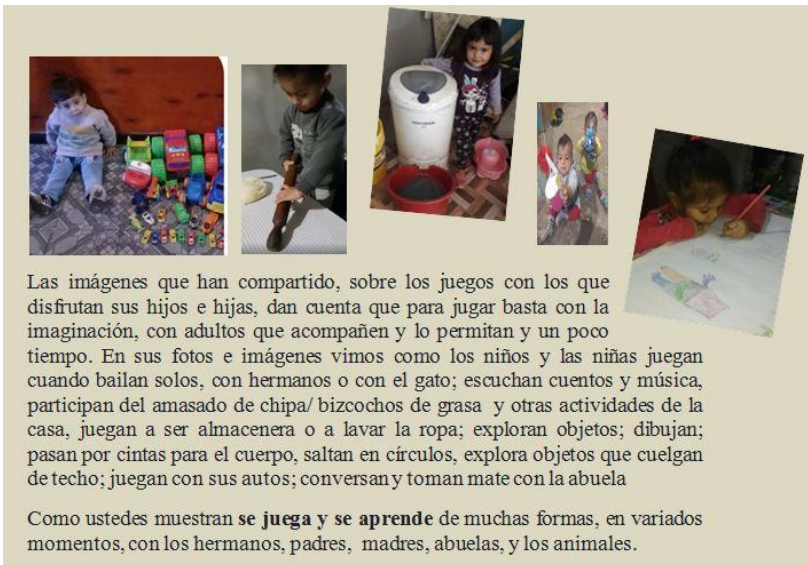 Las imágenes que han compartido, sobre los juegos con los que
disfrutan sus hijos e hijas, dan cuenta que para jugar basta con la
imaginación, con adultos que acompañen y lo permitan y un poco
tiempo. En sus fotos e imágenes vimos como los niños y las niñas juegan
cuando bailan solos, con hermanos o con el gato; escuchan cuentos y música,
participan del amasado de chipa/ bizcochos de grasa y otras actividades de la
casa, juegan a ser almacenera o a lavar la ropa; exploran objetos; dibujan;
pasan por cintas para el cuerpo, saltan en círculos, explora objetos que cuelgan
de techo; juegan con sus autos; conversan y toman mate con la abuela
Como ustedes muestran se juega y se aprende de muchas formas, en variados
momentos, con los hermanos, padres, madres, abuelas, y los animales.